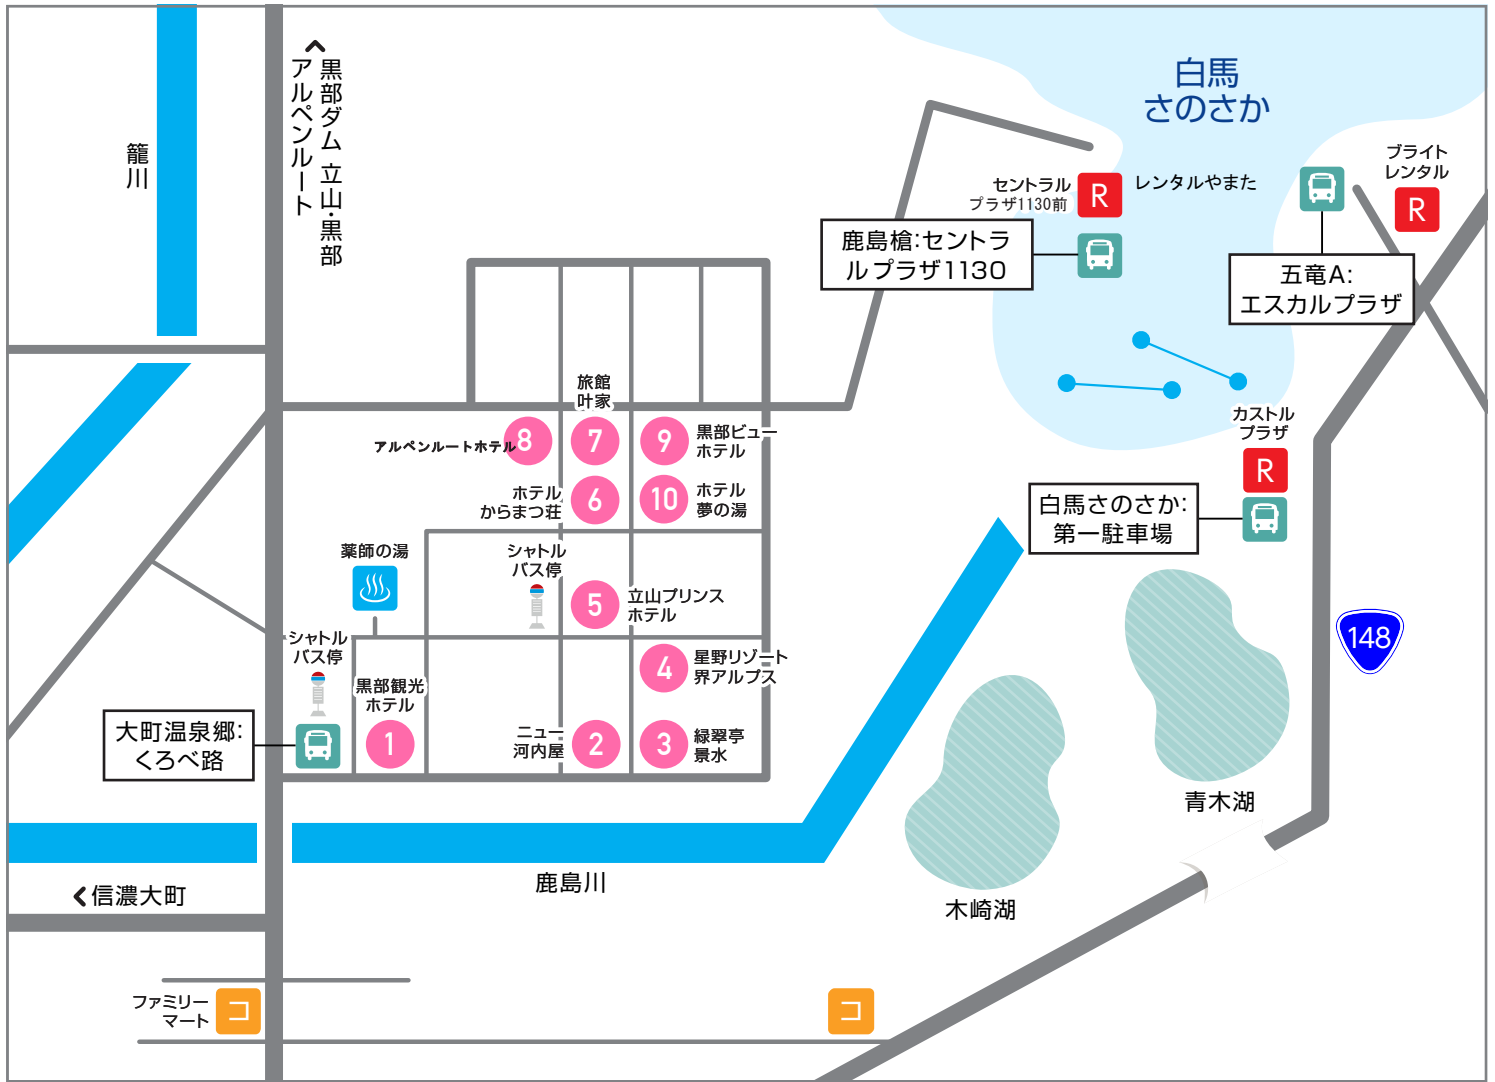 黒部ダム 立山·黒部
アルペンルート
籠川
白馬
さのさか
ブライト
レンタル
R
セントラル
プラザ1130前
R
レンタルやまた
鹿島槍:セントラ
ルプラザ1130
五竜A:
エスカルプラザ
旅館
叶家
アルペンルートホテル
8
7
9
黒部ビュー
ホテル
カストル
プラザ
R
ホテル
からまつ荘
6
10
ホテル
夢の湯
白馬さのさか:
第一駐車場
薬師の湯
シャトル
バス停
5
立山プリンス
ホテル
148
シャトル
バス停
4
星野リゾート
界アルプス
黒部観光
ホテル
1
大町温泉郷:
くろべ路
ニュー
河内屋
2
3
緑翠亭
景水
青木湖
鹿島川
信濃大町
木崎湖
ファミリー
マート
コ
コ